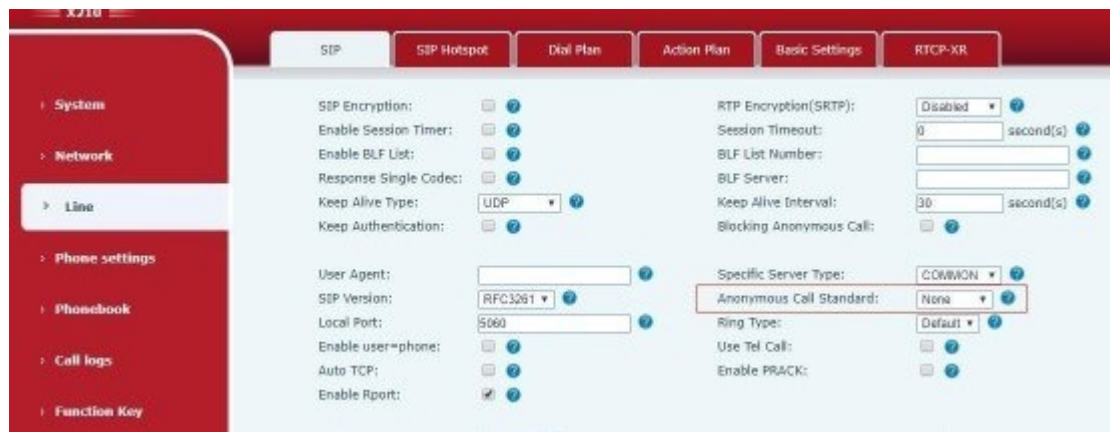 X210
SIP SIP Hotspot Dial Plan Action Plan Basic Settings RTCP-XR
System
Network
Line
Phone settings
Phonebook
Call logs
Function Key
SIP Encryption: RTP Encryption(SRTP): Disabled
Enable Session Timer: Session Timeout: 0 second(s)
Enable BLF List: BLF List Number:
Response Single Codec: BLF Server:
Keep Alive Type: UDP Keep Alive Interval: 30 second(s)
Keep Authentication: Blocking Anonymous Call:
User Agent: Specific Server Type: COMMON
SIP Version: RFC3261 Anonymous Call Standard: None
Local Port: 5060 Ring Type: Default
Enable user=phone: Use Tel Call:
Auto TCP: Enable PRACK:
Enable Rport: